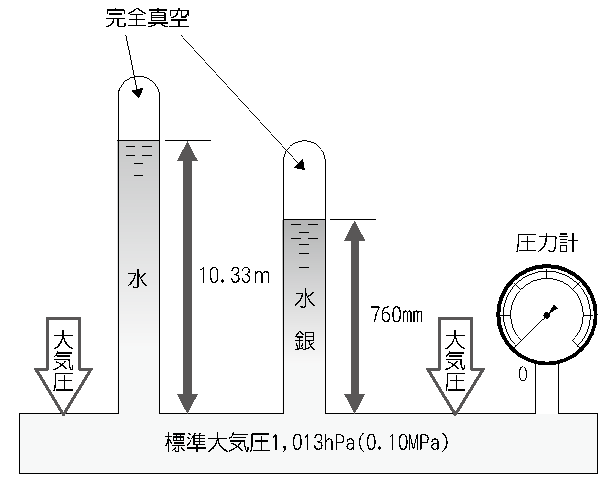 完全真空
水
10.33m
水銀
760mm
圧力計
0
大気圧
大気圧
標準大気圧1,013hPa(0.10MPa)